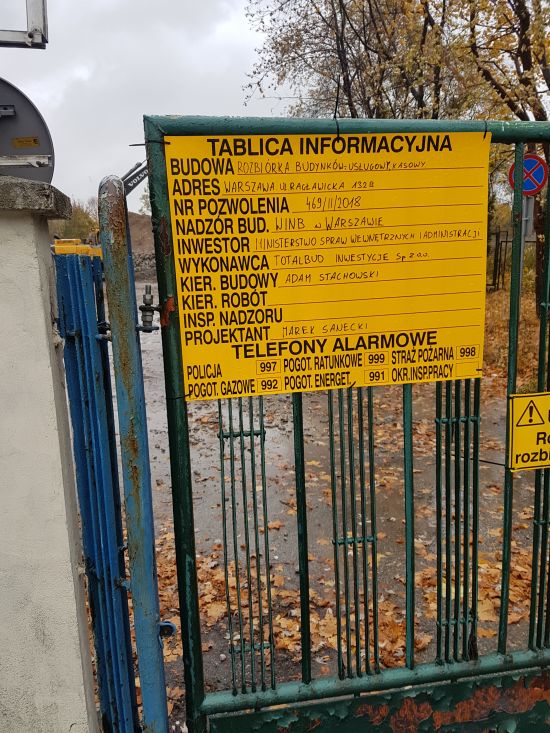 TABLICA INFORMACYJNA
BUDOWA ROZBIÓRKA BUDYNKÓW: USŁUGOWY, KASOWY
ADRES WARSZAWA UL. RACŁAWICKA 132B
NR POZWOLENIA 469/II/2018
NADZÓR BUD. WINB W WARSZAWIE
INWESTOR MINISTERSTWO SPRAW WEWNĘTRZNYCH I ADMINISTRACJI
WYKONAWCA TOTALBUD INWESTYCJE Sp z o.o.
KIER. BUDOWY ADAM STACHOWSKI
KIER. ROBÓT
INSP. NADZORU
PROJEKTANT MAREK SANECKI
TELEFONY ALARMOWE
POLICJA 997 POGOT. RATUNKOWE 999 STRAŻ POŻARNA 998
POGOT. GAZOWE 992 POGOT. ENERGET. 991 OKR.INSP.PRACY
VOLVO